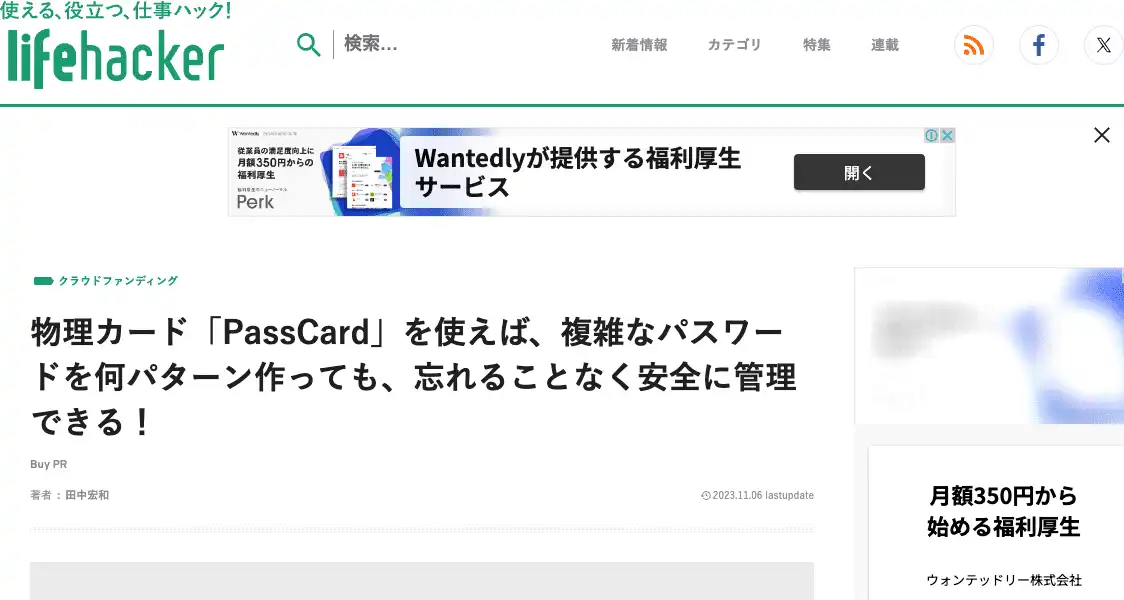 使える、役立つ、仕事ハック!
lifehacker
検索...
新着情報
カテゴリ
特集
連載
Wantedly
従業員の満足度向上に
月額350円からの
福利厚生
Perk
Wantedlyが提供する福利厚生
サービス
開く
クラウドファンディング
物理カード「PassCard」を使えば、複雑なパスワー
ドを何パターン作っても、忘れることなく安全に管理
できる！
Buy PR
著者 : 田中宏和
2023.11.06 lastupdate
月額350円から
始める福利厚生
ウォンテッドリー株式会社